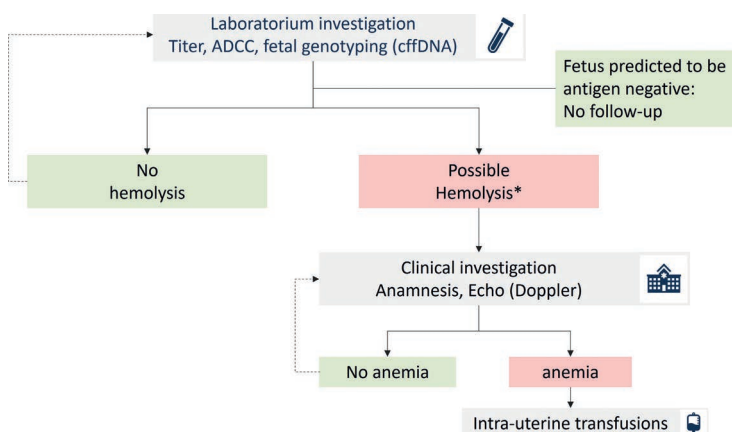 Laboratorium investigation
Titer, ADCC, fetal genotyping (cffDNA)
Fetus predicted to be
antigen negative:
No follow-up
No
hemolysis
Possible
Hemolysis*
Clinical investigation
Anamnesis, Echo (Doppler)
No anemia
anemia
Intra-uterine transfusions